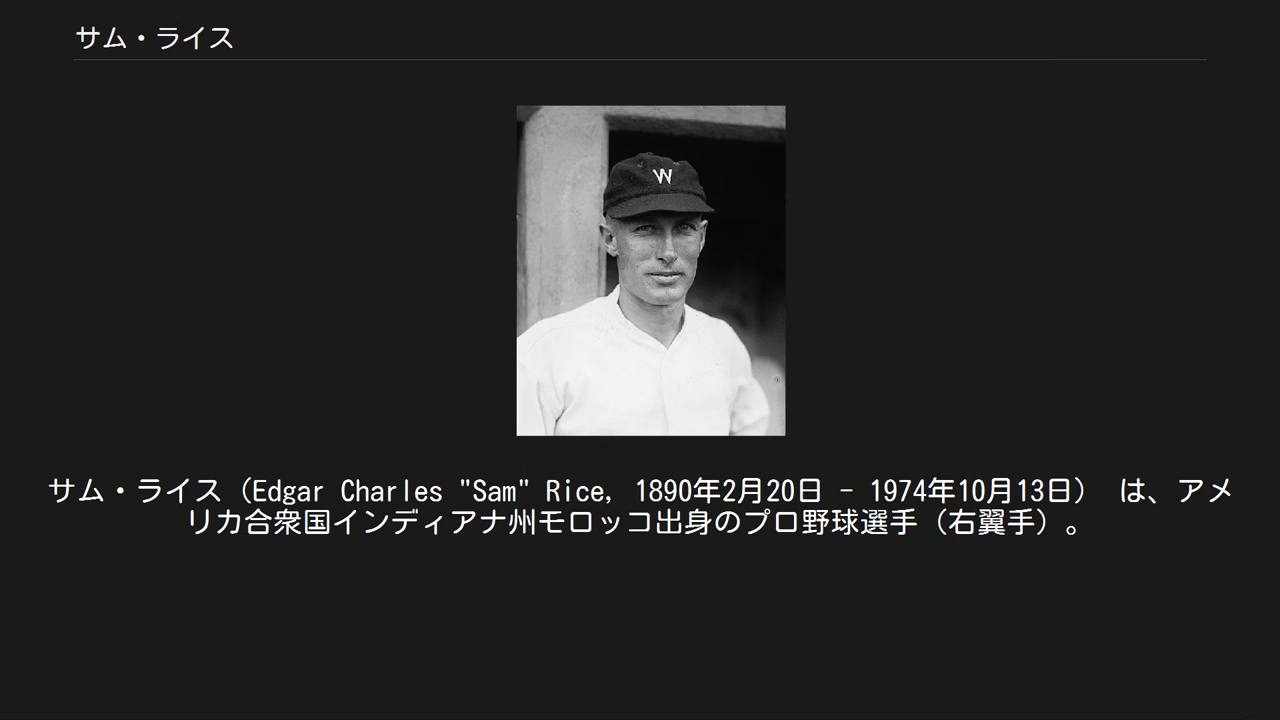 サム・ライス
W
サム・ライス（Edgar Charles "Sam" Rice, 1890年2月20日 - 1974年10月13日） は、アメ
リカ合衆国インディアナ州モロッコ出身のプロ野球選手（右翼手）。